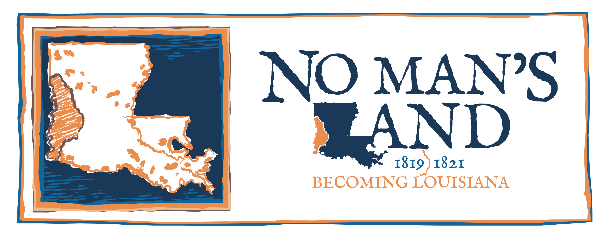 NO MAN'S
LAND
1819 1821
BECOMING LOUISIANA